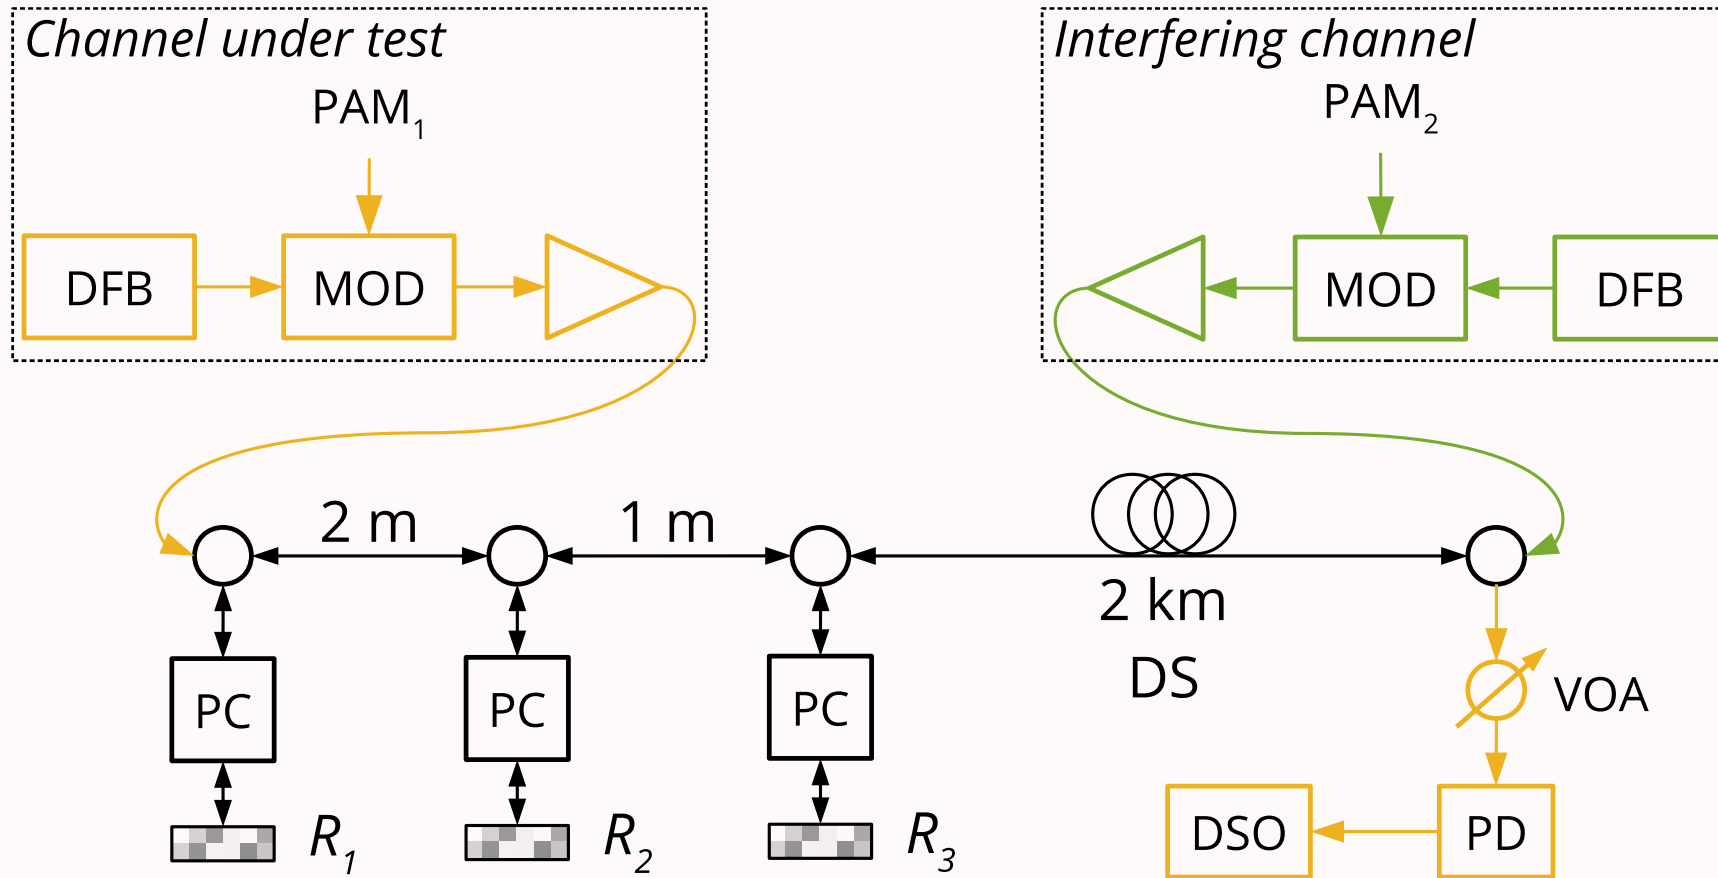 Channel under test
Interfering channel
PAM1
PAM2
DFB
MOD
MOD
DFB
2 m
1 m
2 km
DS
PC
PC
PC
VOA
R1
R2
R3
DSO
PD